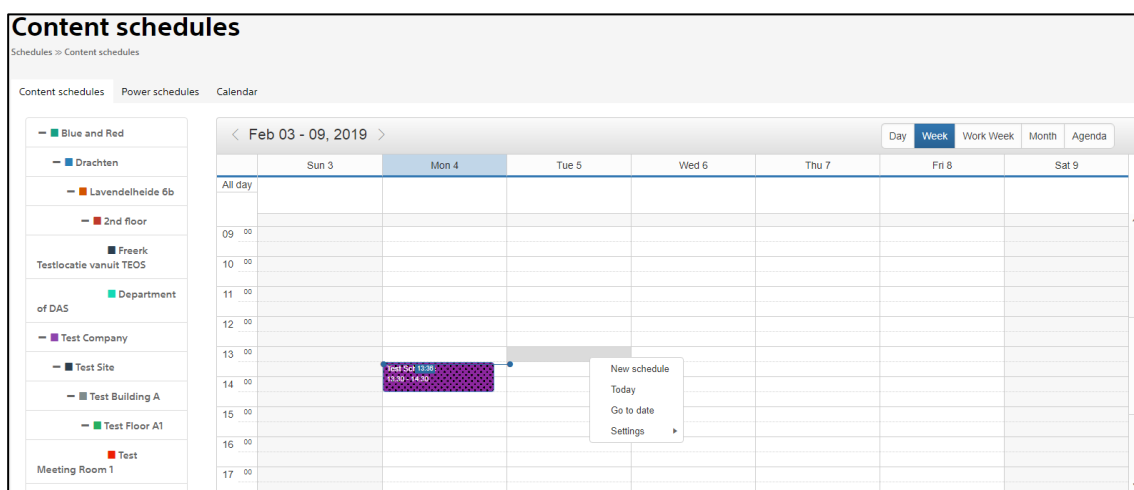 Content schedules
Schedules >> Content schedules
Content schedules Power schedules Calendar
Blue and Red
Drachten
Lavendelheide 6b
2nd floor
Freerk
Testlocatie vanuit TEOS
Department
of DAS
Test Company
Test Site
Test Building A
Test Floor A1
Test
Meeting Room 1
Feb 03 - 09, 2019
Day Week Work Week Month Agenda
Sun 3 Mon 4 Tue 5 Wed 6 Thu 7 Fri 8 Sat 9
All day
09 00
10 00
11 00
12 00
13 00
14 00
15 00
16 00
17 00
Test Sch 13:36
13:30 - 14:30
New schedule
Today
Go to date
Settings